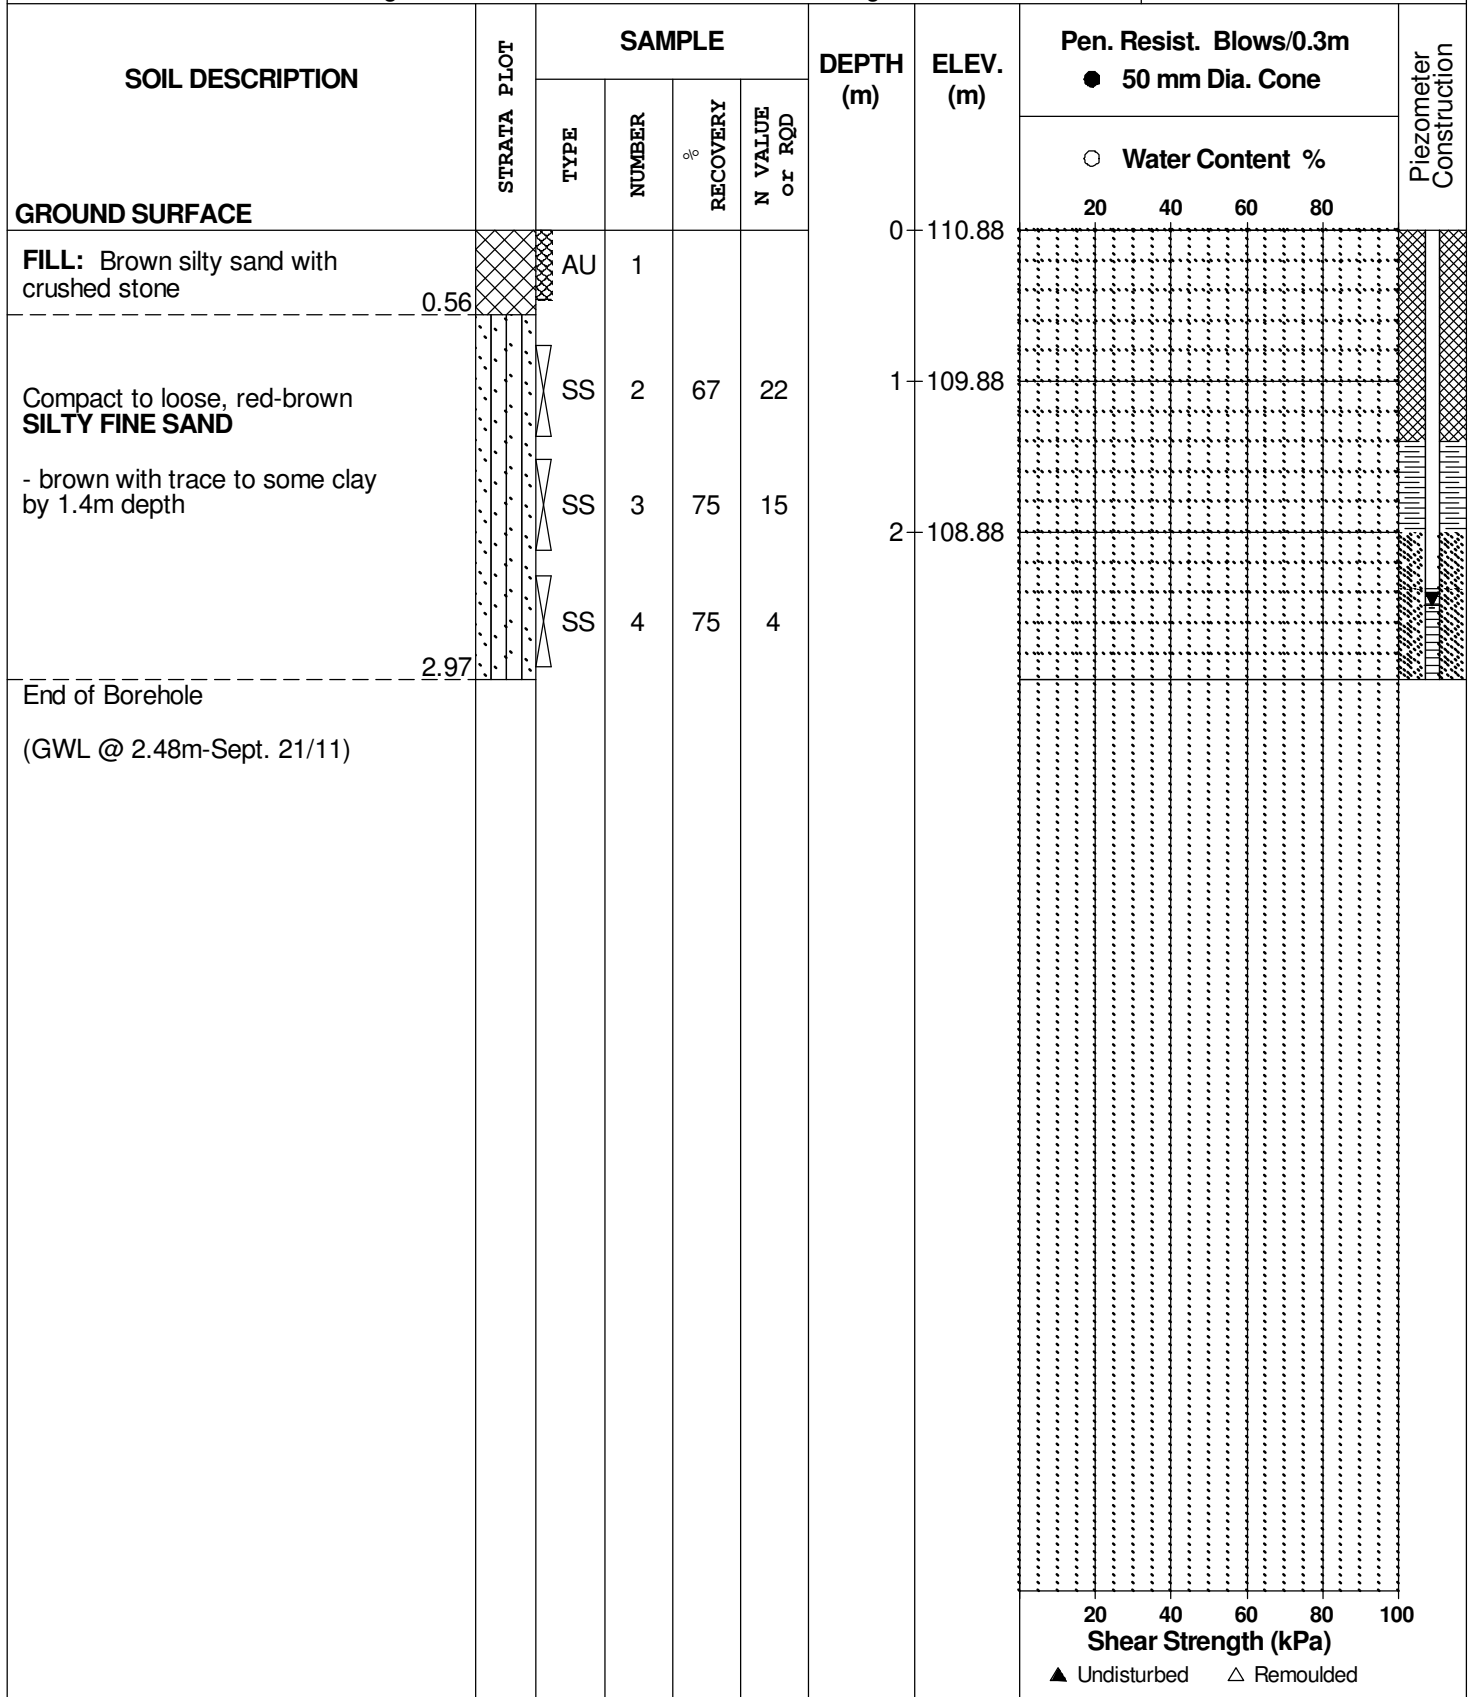 SOIL DESCRIPTION
GROUND SURFACE
STRATA PLOT
SAMPLE
TYPE
NUMBER
%
RECOVERY
N VALUE
or RQD
DEPTH
(m)
ELEV.
(m)
Pen. Resist. Blows/0.3m
● 50 mm Dia. Cone
○ Water Content %
20 40 60 80
Piezometer
Construction
0 110.88
FILL: Brown silty sand with
crushed stone
0.56
AU 1
Compact to loose, red-brown
SILTY FINE SAND
- brown with trace to some clay
by 1.4m depth
SS 2 67 22
1 109.88
SS 3 75 15
2 108.88
SS 4 75 4
2.97
End of Borehole
(GWL @ 2.48m-Sept. 21/11)
20 40 60 80 100
Shear Strength (kPa)
▲ Undisturbed △ Remoulded